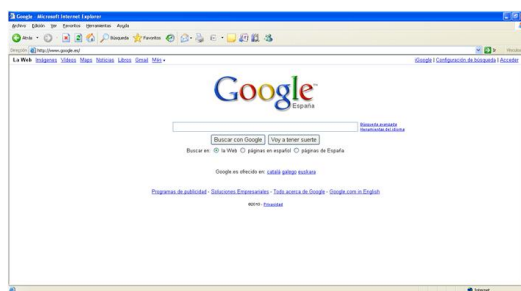 Google - Microsoft Internet Explorer
Archivo Edición Ver Favoritos Herramientas Ayuda
Atrás Búsqueda Favoritos
Dirección http://www.google.es/ Ir
La Web Imágenes Vídeos Maps Noticias Libros Gmail Más iGoogle | Configuración de búsqueda | Acceder
Google
España
Búsqueda avanzada
Herramientas del idioma
Buscar con Google Voy a tener suerte
Buscar en: la Web páginas en español páginas de España
Google es ofrecido en: català galego euskara
Programas de publicidad - Soluciones Empresariales - Todo acerca de Google - Google.com in English
©2010 - Privacidad
Internet